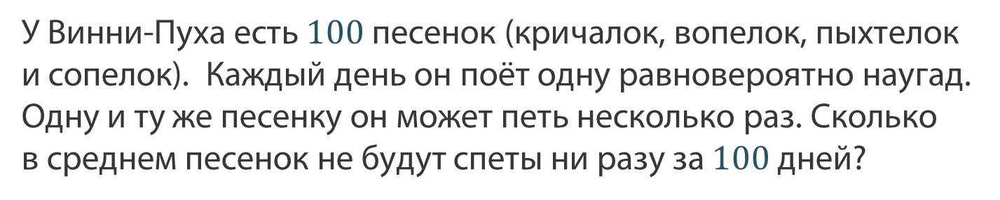 У Винни-Пуха есть 100 песенок (кричалок, вопелок, пыхтелок
и сопелок).  Каждый день он поёт одну равновероятно наугад.
Одну и ту же песенку он может петь несколько раз. Сколько
в среднем песенок не будут спеты ни разу за 100 дней?